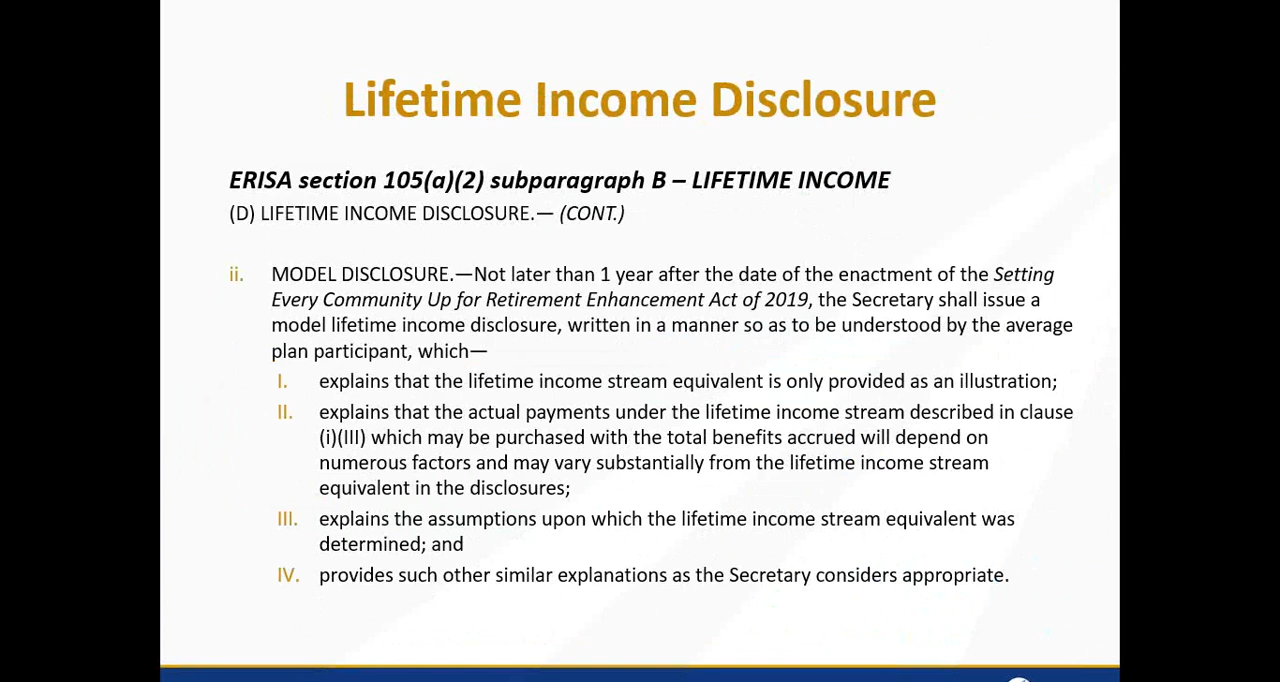 Lifetime Income Disclosure
ERISA section 105(a)(2) subparagraph B – LIFETIME INCOME
(D) LIFETIME INCOME DISCLOSURE.— (CONT.)
ii. MODEL DISCLOSURE.—Not later than 1 year after the date of the enactment of the Setting
Every Community Up for Retirement Enhancement Act of 2019, the Secretary shall issue a
model lifetime income disclosure, written in a manner so as to be understood by the average
plan participant, which—
I. explains that the lifetime income stream equivalent is only provided as an illustration;
II. explains that the actual payments under the lifetime income stream described in clause
(i)(III) which may be purchased with the total benefits accrued will depend on
numerous factors and may vary substantially from the lifetime income stream
equivalent in the disclosures;
III. explains the assumptions upon which the lifetime income stream equivalent was
determined; and
IV. provides such other similar explanations as the Secretary considers appropriate.